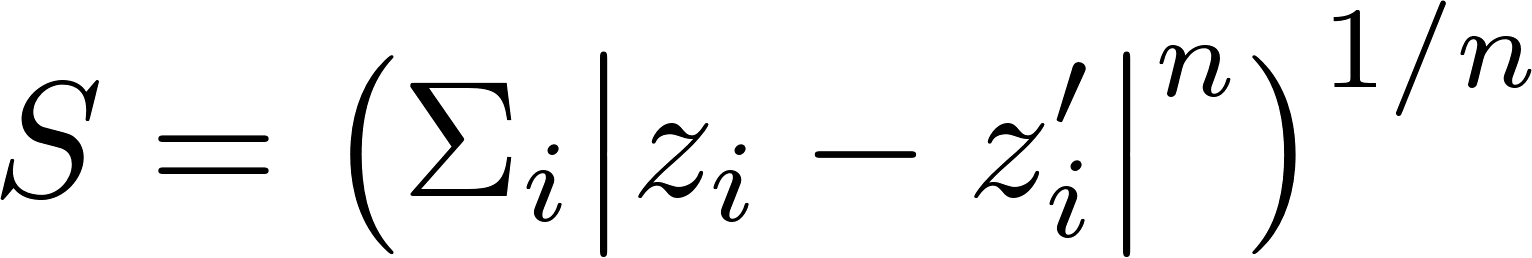 S = (Σ_i |z_i − z′_i|^n)^{1/n}